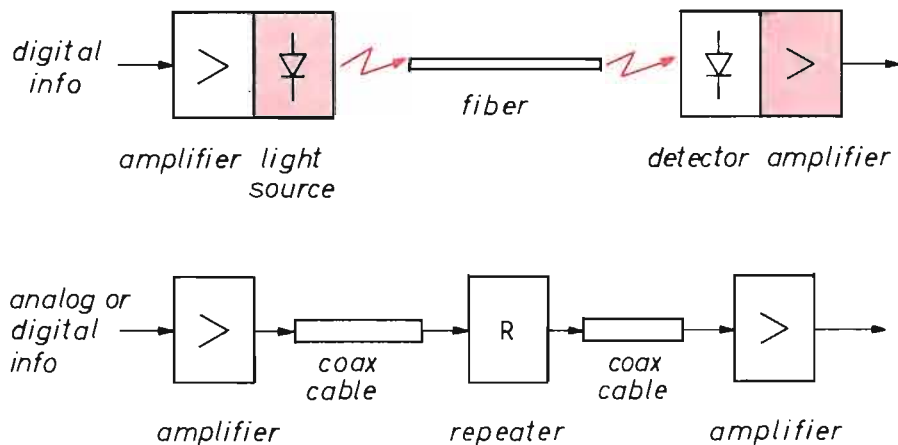 digital
info
fiber
amplifier light
source
detector amplifier
analog or
digital
info
R
coax
cable
coax
cable
amplifier
repeater
amplifier